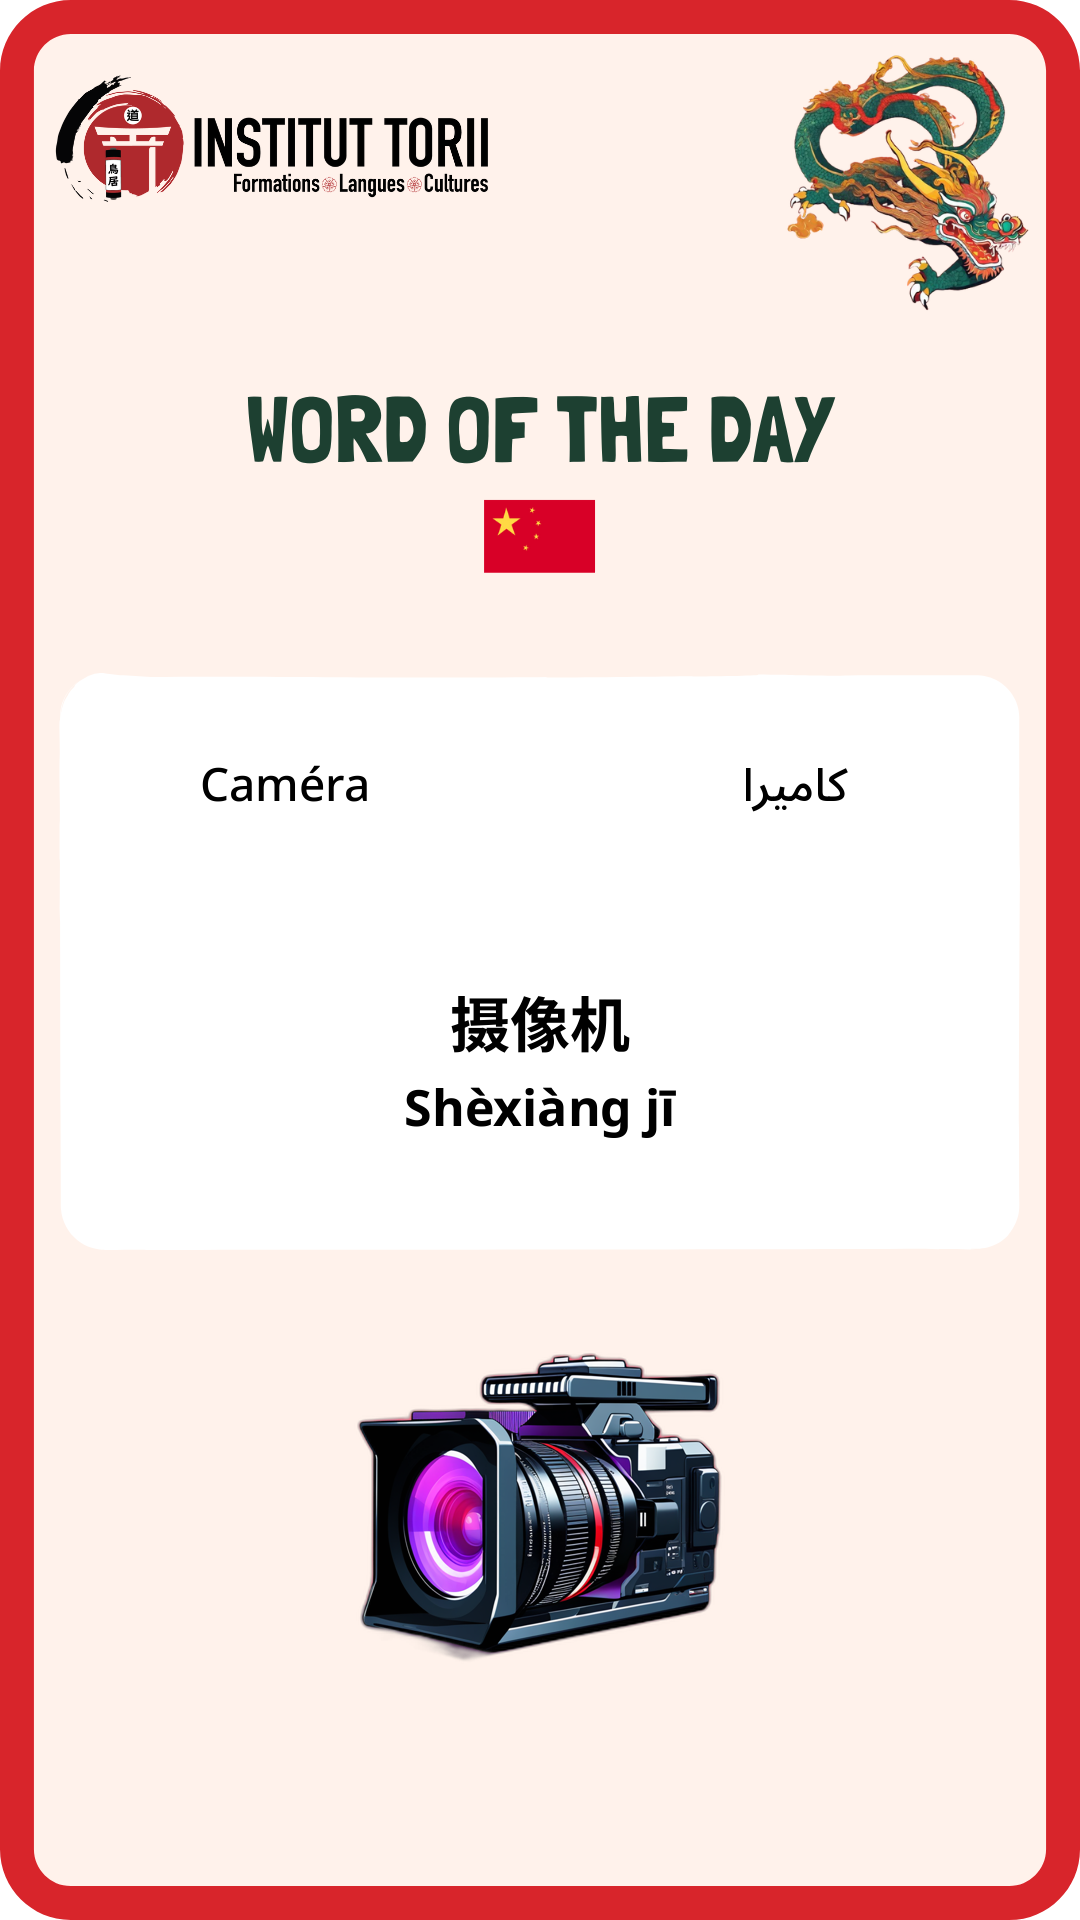 道
鳥居
INSTITUT TORII
Formations Langues Cultures
WORD OF THE DAY
Caméra
كاميرا
摄像机
Shèxiàng jī